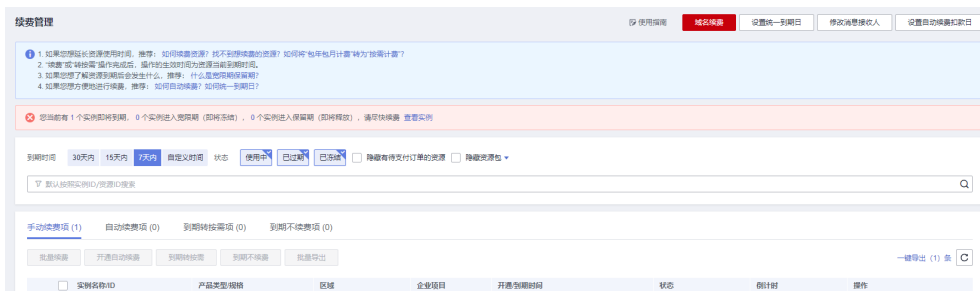 续费管理
使用指南
域名续费
设置统一到期日
修改消息接收人
设置自动续费扣款日
1. 如果您想延长资源使用时间，推荐： 如何续费资源？找不到想续费的资源？如何将“包年包月计费”转为“按需计费”？
2. “续费”或“转按需”操作完成后，操作的生效时间为资源当前到期时间。
3. 如果您想了解资源到期后会发生什么，推荐： 什么是宽限期保留期？
4. 如果您想方便地进行续费，推荐： 如何自动续费？如何统一到期日？
您当前有 1 个实例即将到期， 0 个实例进入宽限期（即将冻结）， 0 个实例进入保留期（即将释放），请尽快续费 查看实例
到期时间 30天内 15天内 7天内 自定义时间 状态 使用中 已过期 已冻结 隐藏有待支付订单的资源 隐藏资源包
默认按照实例ID/资源ID搜索
手动续费项 (1) 自动续费项 (0) 到期转按需项 (0) 到期不续费项 (0)
批量续费 开通自动续费 到期转按需 到期不续费 批量导出 一键导出（1）条
实例名称/ID 产品类型/规格 区域 企业项目 开通/到期时间 状态 倒计时 操作